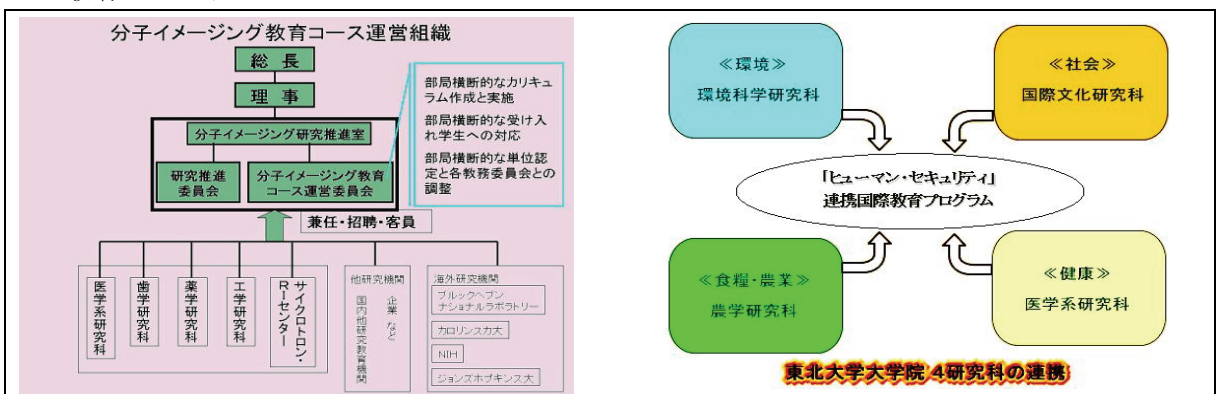 分子イメージング教育コース運営組織
総長
理事
分子イメージング研究推進室
研究推進
委員会
分子イメージング教育
コース運営委員会
部局横断的なカリキュ
ラム作成と実施
部局横断的な受け入
れ学生への対応
部局横断的な単位認
定と各教務委員会との
調整
兼任・招聘・客員
医学系研究科
歯学研究科
薬学研究科
工学研究科
サイクロトロン・
RIセンター
他研究機関
企業 など
国内他研究教育機関
海外研究機関
ブルックヘブン
ナショナルラボラトリー
カロリンスカ大
NIH
ジョンズホプキンス大
≪環境≫
環境科学研究科
≪社会≫
国際文化研究科
「ヒューマン・セキュリティ」
連携国際教育プログラム
≪食糧・農業≫
農学研究科
≪健康≫
医学系研究科
東北大学大学院 4研究科の連携